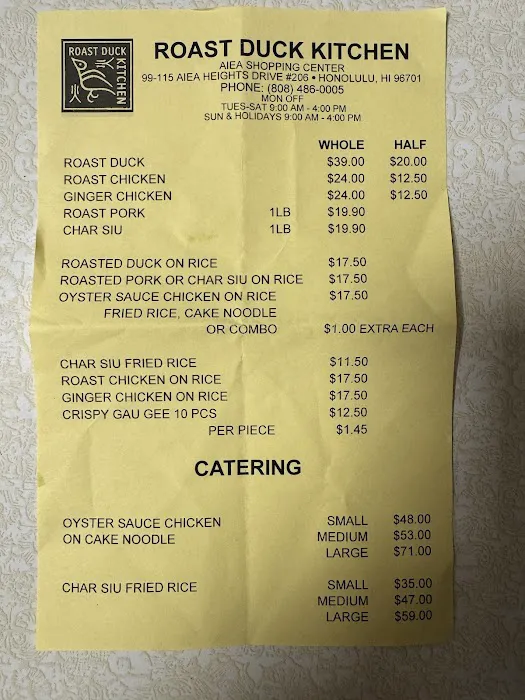 ROAST DUCK
KITCHEN
ROAST DUCK KITCHEN
AIEA SHOPPING CENTER
99-115 AIEA HEIGHTS DRIVE #206 • HONOLULU, HI 96701
PHONE: (808) 486-0005
MON OFF
TUES-SAT 9:00 AM - 4:00 PM
SUN & HOLIDAYS 9:00 AM - 4:00 PM
WHOLE HALF
ROAST DUCK $39.00 $20.00
ROAST CHICKEN $24.00 $12.50
GINGER CHICKEN $24.00 $12.50
ROAST PORK 1LB $19.90
CHAR SIU 1LB $19.90
ROASTED DUCK ON RICE $17.50
ROASTED PORK OR CHAR SIU ON RICE $17.50
OYSTER SAUCE CHICKEN ON RICE $17.50
FRIED RICE, CAKE NOODLE
OR COMBO $1.00 EXTRA EACH
CHAR SIU FRIED RICE $11.50
ROAST CHICKEN ON RICE $17.50
GINGER CHICKEN ON RICE $17.50
CRISPY GAU GEE 10 PCS $12.50
PER PIECE $1.45
CATERING
OYSTER SAUCE CHICKEN SMALL $48.00
ON CAKE NOODLE MEDIUM $53.00
LARGE $71.00
CHAR SIU FRIED RICE SMALL $35.00
MEDIUM $47.00
LARGE $59.00